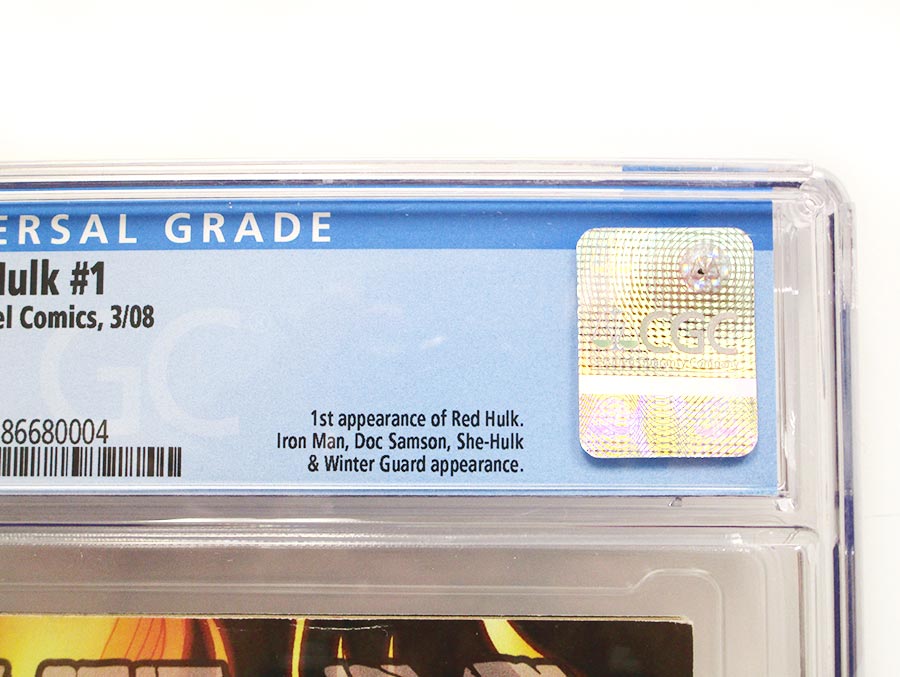 ERSAL GRADE
Hulk #1
el Comics, 3/08
CGC
86680004
1st appearance of Red Hulk.
Iron Man, Doc Samson, She-Hulk
& Winter Guard appearance.
CGC